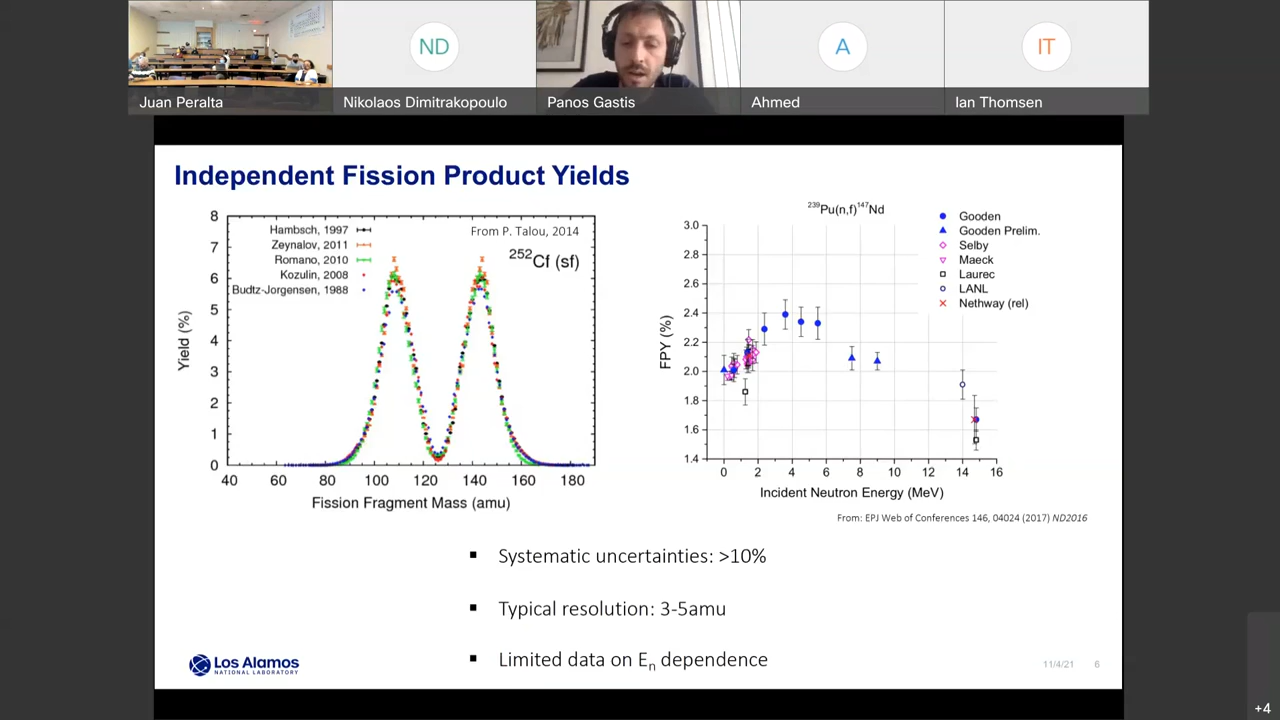 ND
A
IT
Juan Peralta
Nikolaos Dimitrakopoulo
Panos Gastis
Ahmed
Ian Thomsen
Independent Fission Product Yields
8
7
6
5
4
3
2
1
0
Yield (%)
Hambsch, 1997
Zeynalov, 2011
Romano, 2010
Kozulin, 2008
Budtz-Jorgensen, 1988
From P. Talou, 2014
252Cf (sf)
40 60 80 100 120 140 160 180
Fission Fragment Mass (amu)
239Pu(n,f)147Nd
3.0
2.8
2.6
2.4
2.2
2.0
1.8
1.6
1.4
FPY (%)
0 2 4 6 8 10 12 14 16
Incident Neutron Energy (MeV)
Gooden
Gooden Prelim.
Selby
Maeck
Laurec
LANL
Nethway (rel)
From: EPJ Web of Conferences 146, 04024 (2017) ND2016
▪ Systematic uncertainties: >10%
▪ Typical resolution: 3-5amu
▪ Limited data on En dependence
Los Alamos
NATIONAL LABORATORY
11/4/21 6
+4